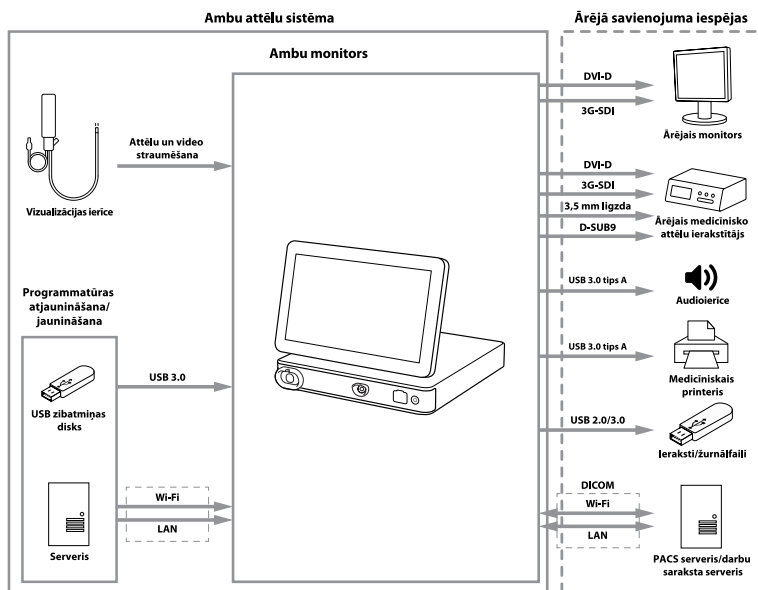 Ambu attēlu sistēma
Ārējā savienojuma iespējas
Ambu monitors
Attēlu un video
straumēšana
Vizualizācijas ierīce
Programmatūras
atjaunināšana/
jaunināšana
USB zibatmiņas
disks
USB 3.0
Serveris
Wi-Fi
LAN
DVI-D
3G-SDI
Ārējais monitors
DVI-D
3G-SDI
3,5 mm ligzda
D-SUB9
Ārējais medicīnisko
attēlu ierakstītājs
USB 3.0 tips A
Audioierīce
USB 3.0 tips A
Medicīniskais
printeris
USB 2.0/3.0
Ieraksti/žurnālfaili
DICOM
Wi-Fi
LAN
PACS serveris/darbu
saraksta serveris